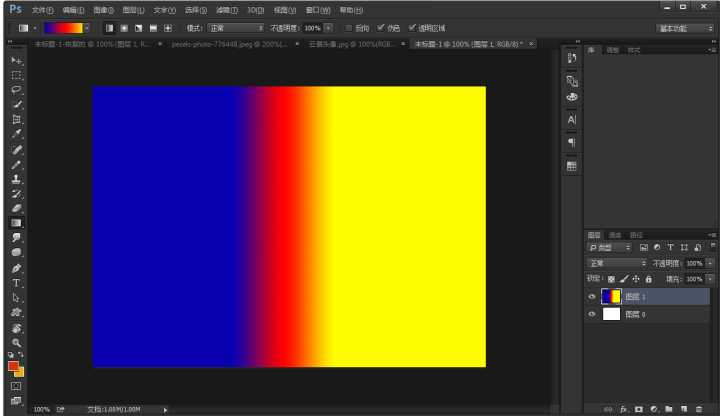 Ps 文件(F) 编辑(E) 图像(I) 图层(L) 文字(Y) 选择(S) 滤镜(T) 3D(D) 视图(V) 窗口(W) 帮助(H)
模式: 正常 不透明度: 100% 反向 仿色 透明区域 基本功能
未标题-1-恢复的 @ 100% (图层 1, R... × pexels-photo-776448.jpeg @ 200%(... × 云景头像.jpg @ 100%(RGB... × 未标题-1 @ 100% (图层 1, RGB/8) * ×
库 调整 样式
A|
图层 通道 路径
类型 T
正常 不透明度: 100%
锁定: 填充: 100%
图层 1
图层 0
T
fx
100% 文档:1.00M/1.00M